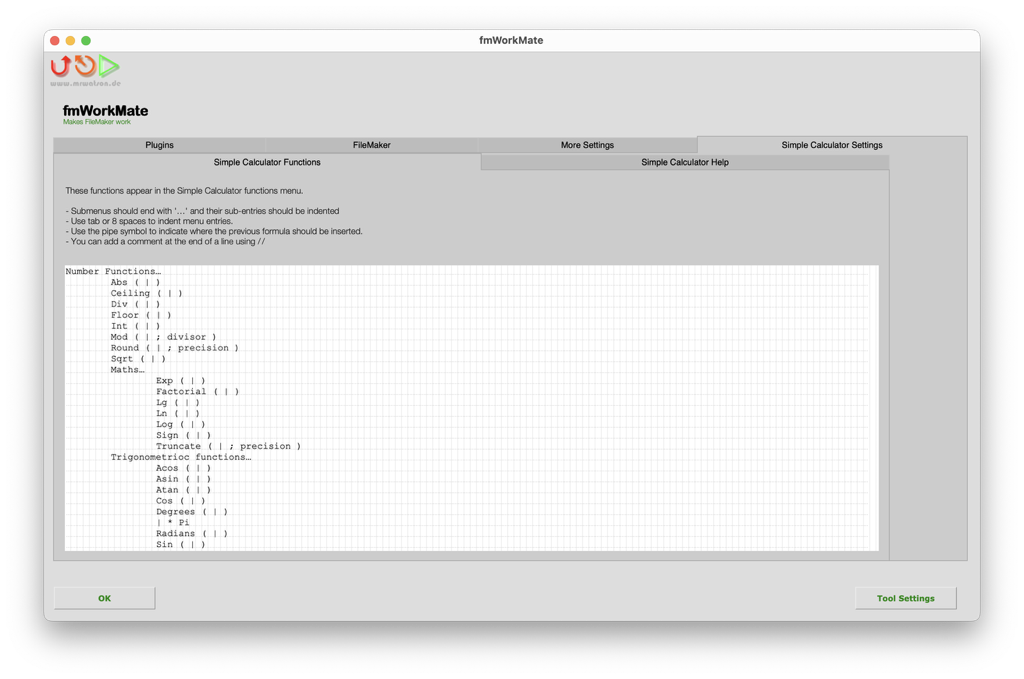 fmWorkMate
www.mrwatson.de
fmWorkMate
Makes FileMaker work
Plugins
FileMaker
More Settings
Simple Calculator Settings
Simple Calculator Functions
Simple Calculator Help
These functions appear in the Simple Calculator functions menu.
- Submenus should end with '…' and their sub-entries should be indented
- Use tab or 8 spaces to indent menu entries.
- Use the pipe symbol to indicate where the previous formula should be inserted.
- You can add a comment at the end of a line using //
Number Functions…
Abs ( | )
Ceiling ( | )
Div ( | )
Floor ( | )
Int ( | )
Mod ( | ; divisor )
Round ( | ; precision )
Sqrt ( | )
Maths…
Exp ( | )
Factorial ( | )
Lg ( | )
Ln ( | )
Log ( | )
Sign ( | )
Truncate ( | ; precision )
Trigonometrioc functions…
Acos ( | )
Asin ( | )
Atan ( | )
Cos ( | )
Degrees ( | )
| * Pi
Radians ( | )
Sin ( | )
OK
Tool Settings